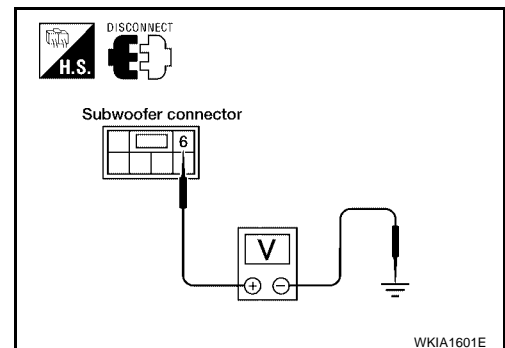 DISCONNECT
H.S.
Subwoofer connector
6
V
+ −
WKIA1601E